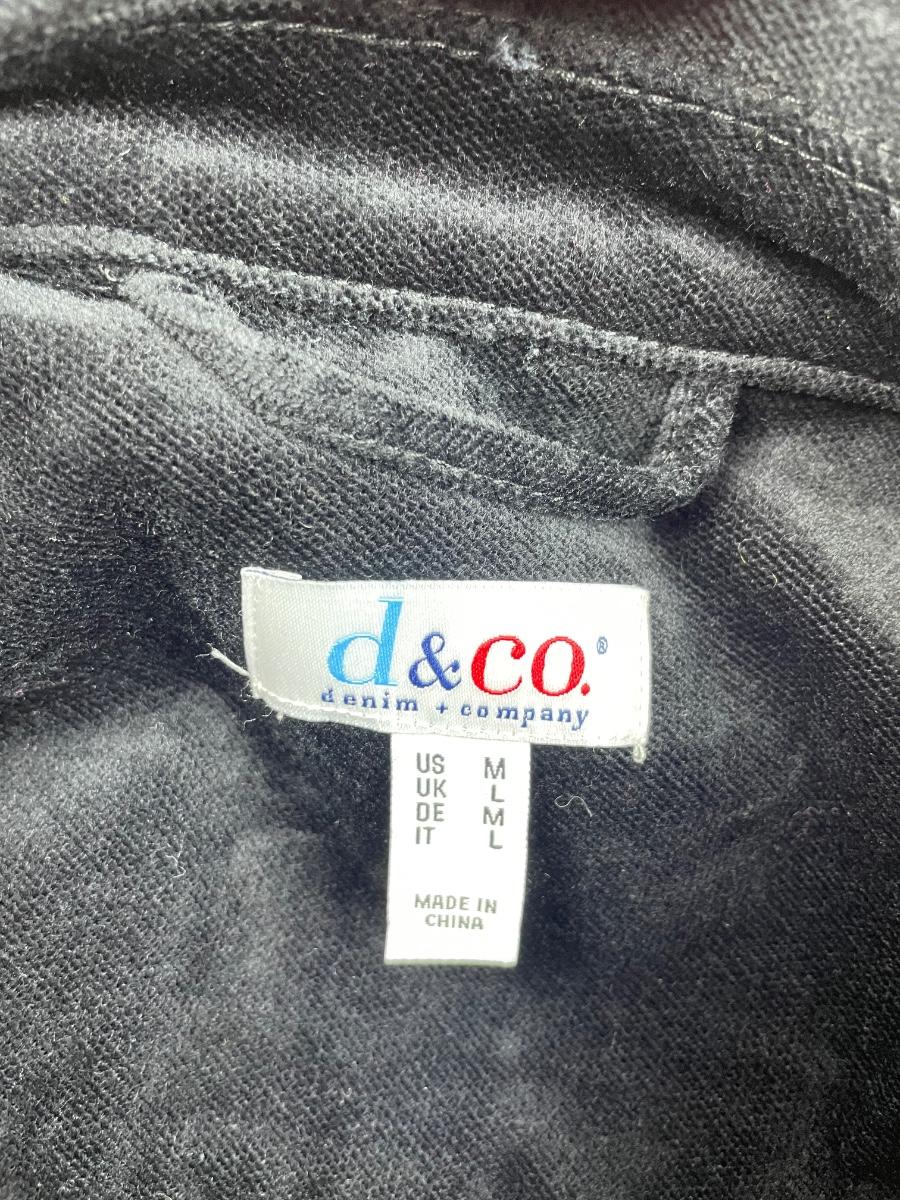 d&co.®
denim + company
US M
UK L
DE M
IT L
MADE IN
CHINA